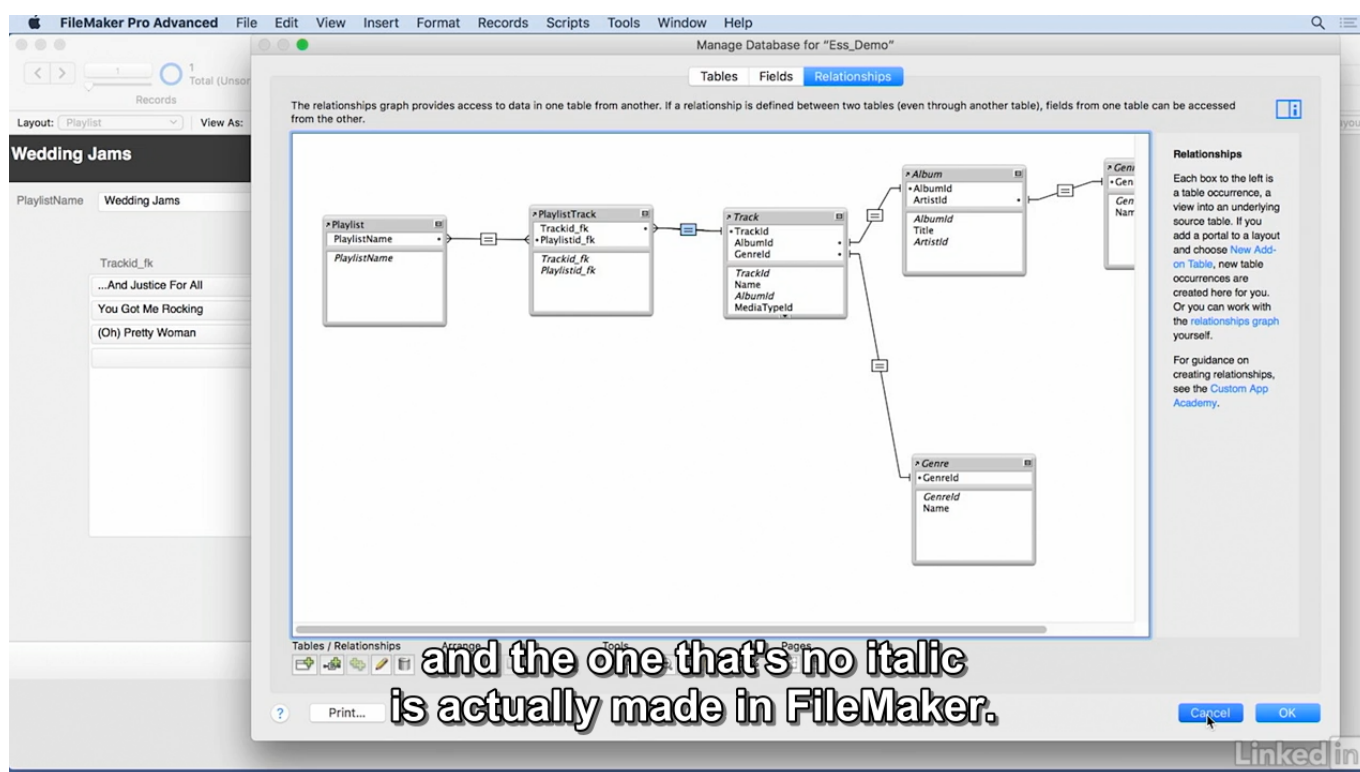 FileMaker Pro Advanced File Edit View Insert Format Records Scripts Tools Window Help
Manage Database for "Ess_Demo"
1
1
Total (Unsor
Records
Layout: Playlist View As:
Tables Fields Relationships
The relationships graph provides access to data in one table from another. If a relationship is defined between two tables (even through another table), fields from one table can be accessed
from the other.
Wedding Jams
PlaylistName Wedding Jams
Trackid_fk
...And Justice For All
You Got Me Rocking
(Oh) Pretty Woman
Playlist
PlaylistName
PlaylistName
PlaylistTrack
Trackid_fk
Playlistid_fk
Trackid_fk
Playlistid_fk
Track
TrackId
AlbumId
GenreId
TrackId
Name
AlbumId
MediaTypeId
Album
AlbumId
ArtistId
AlbumId
Title
ArtistId
Gen
Gen
Nam
Genre
GenreId
GenreId
Name
Relationships
Each box to the left is
a table occurrence, a
view into an underlying
source table. If you
add a portal to a layout
and choose New Add-
on Table, new table
occurrences are
created here for you.
Or you can work with
the relationships graph
yourself.
For guidance on
creating relationships,
see the Custom App
Academy.
Tables / Relationships Arrange Tools Pages
and the one that's no italic
is actually made in FileMaker.
? Print... Cancel OK
Linked in